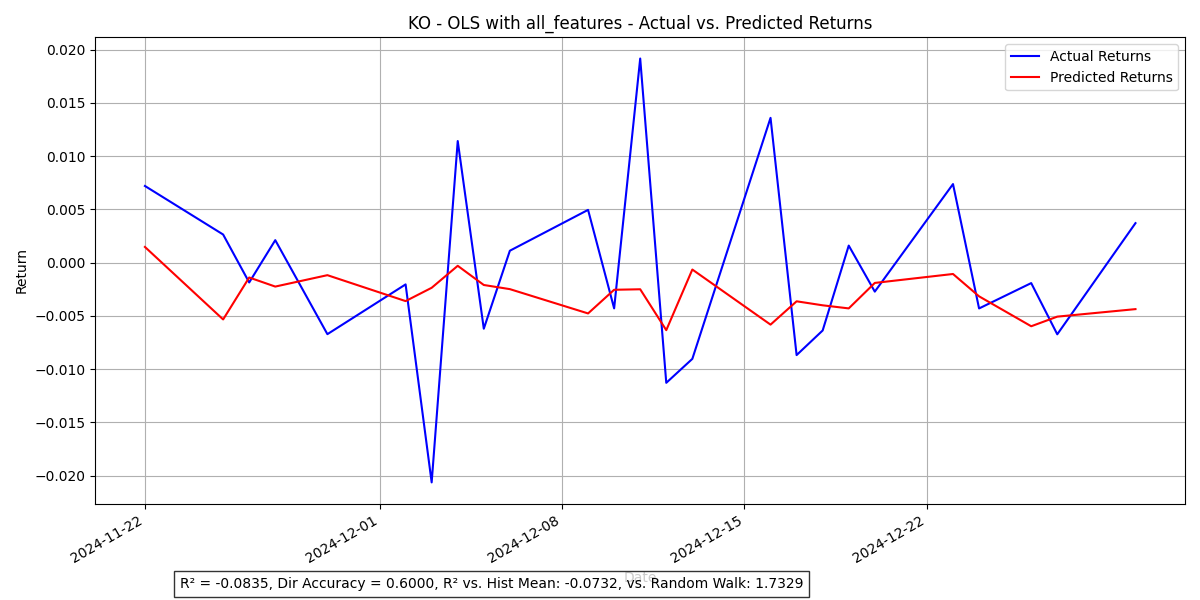 KO - OLS with all_features - Actual vs. Predicted Returns
Actual Returns
Predicted Returns
Return
0.020
0.015
0.010
0.005
0.000
−0.005
−0.010
−0.015
−0.020
2024-11-22
2024-12-01
2024-12-08
2024-12-15
2024-12-22
Date
R² = -0.0835, Dir Accuracy = 0.6000, R² vs. Hist Mean: -0.0732, vs. Random Walk: 1.7329